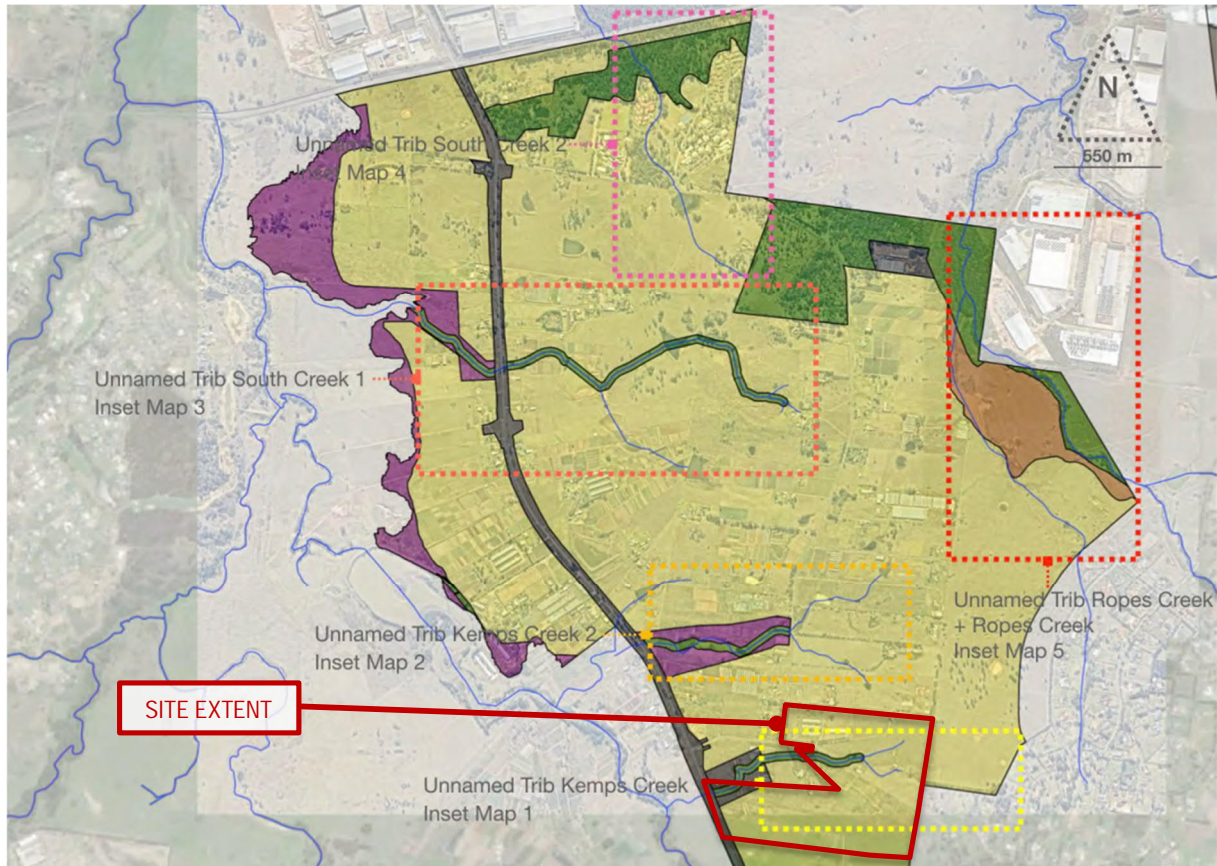 N
550 m
Unnamed Trib South Creek 2
Inset Map 4
Unnamed Trib South Creek 1
Inset Map 3
Unnamed Trib Ropes Creek
+ Ropes Creek
Inset Map 5
Unnamed Trib Kemps Creek 2
Inset Map 2
SITE EXTENT
Unnamed Trib Kemps Creek
Inset Map 1